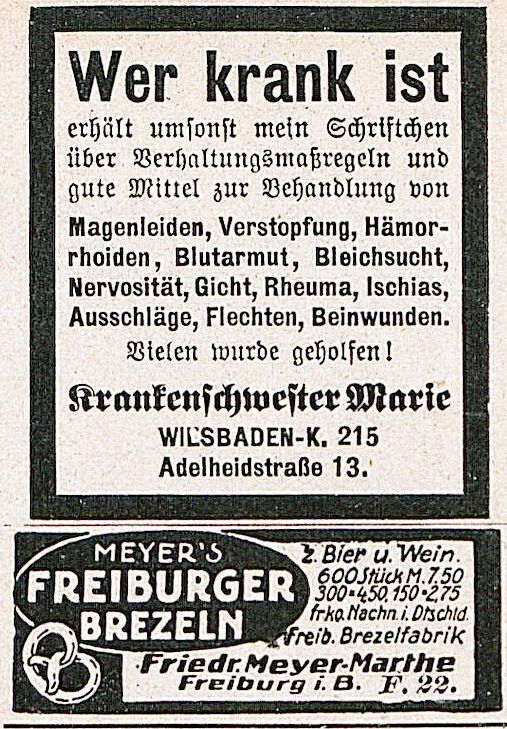 Wer krank ist
erhält umsonst mein Schriftchen
über Verhaltungsmaßregeln und
gute Mittel zur Behandlung von
Magenleiden, Verstopfung, Hämor-
rhoiden, Blutarmut, Bleichsucht,
Nervosität, Gicht, Rheuma, Ischias,
Ausschläge, Flechten, Beinwunden.
Vielen wurde geholfen!
Krankenschwester Marie
WILSBADEN-K. 215
Adelheidstraße 13.
MEYER'S
FREIBURGER
BREZELN
z. Bier u. Wein.
600 Stück M. 7.50
300 • 4.50, 150 • 2.75
frko. Nachn. i. Dtschld.
Freib. Brezelfabrik
Friedr. Meyer-Marthe
Freiburg i. B. F. 22.